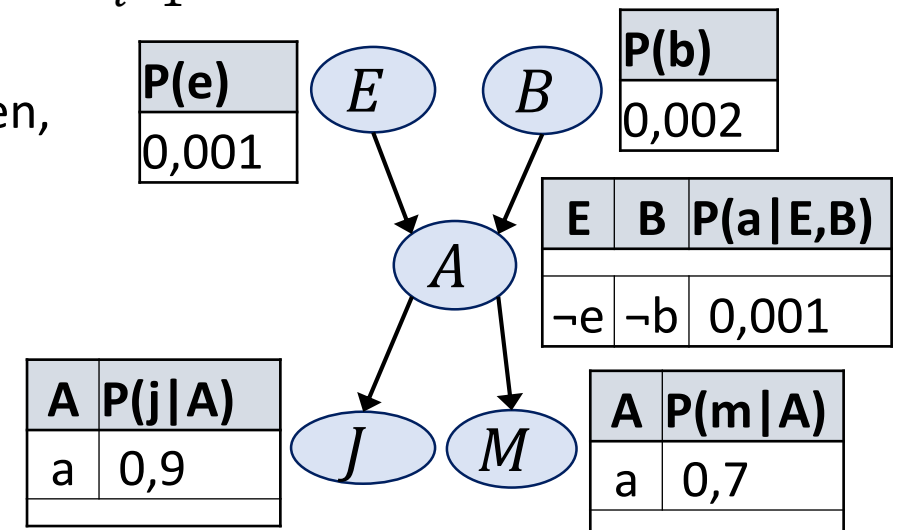 en,
P(e)
0,001
E
B
P(b)
0,002
A
E B P(a|E,B)
¬e ¬b 0,001
A P(j|A)
a 0,9
J
M
A P(m|A)
a 0,7